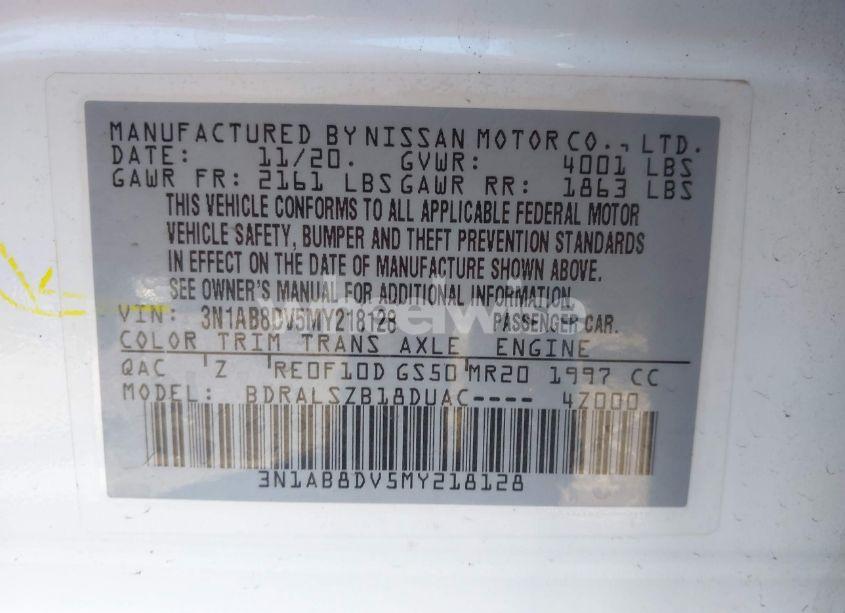 MANUFACTURED BY NISSAN MOTOR CO., LTD.
DATE: 11/20. GVWR: 4001 LBS
GAWR FR: 2161 LBS GAWR RR: 1863 LBS
THIS VEHICLE CONFORMS TO ALL APPLICABLE FEDERAL MOTOR
VEHICLE SAFETY, BUMPER AND THEFT PREVENTION STANDARDS
IN EFFECT ON THE DATE OF MANUFACTURE SHOWN ABOVE.
SEE OWNER'S MANUAL FOR ADDITIONAL INFORMATION.
wheelwire
VIN: 3N1AB8DV5MY218128 PASSENGER CAR.
COLOR TRIM TRANS AXLE ENGINE
QAC Z RE0F10D GS50 MR20 1997 CC
MODEL: BDRALSZB18DUAC---- 4Z000
3N1AB8DV5MY218128